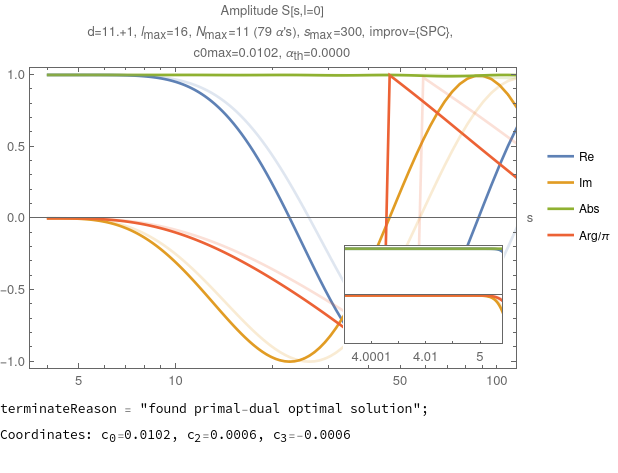 Amplitude S[s,l=0]
d=11.+1, lmax=16, Nmax=11 (79 α's), smax=300, improv={SPC},
c0max=0.0102, αth=0.0000
1.0
0.5
0.0
−0.5
−1.0
5
10
50
100
s
4.0001
4.01
5
Re
Im
Abs
Arg/π
terminateReason = "found primal-dual optimal solution";
Coordinates: c0=0.0102, c2=0.0006, c3=-0.0006